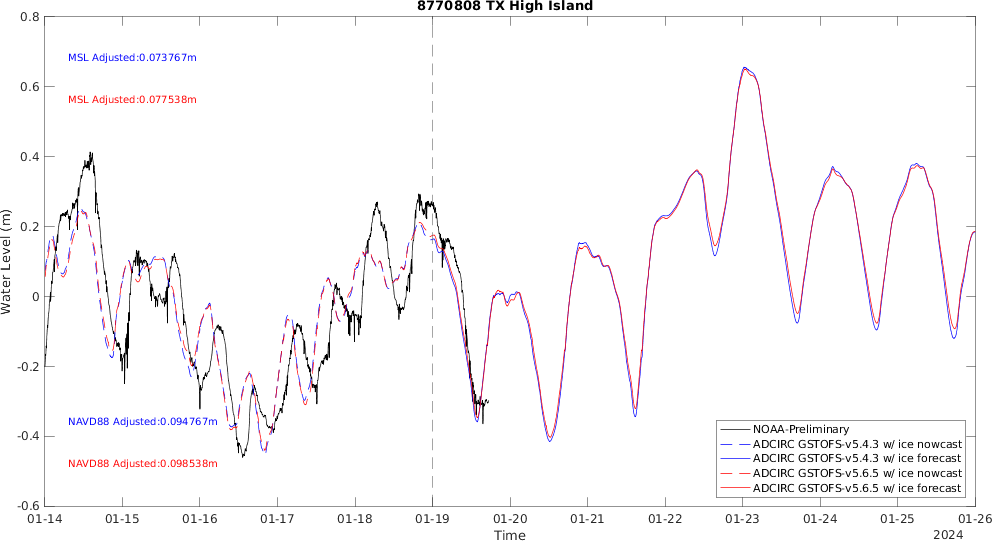 8770808 TX High Island
Water Level (m)
0.8
0.6
0.4
0.2
0
-0.2
-0.4
-0.6
MSL Adjusted:0.073767m
MSL Adjusted:0.077538m
NAVD88 Adjusted:0.094767m
NAVD88 Adjusted:0.098538m
NOAA-Preliminary
ADCIRC GSTOFS-v5.4.3 w/ ice nowcast
ADCIRC GSTOFS-v5.4.3 w/ ice forecast
ADCIRC GSTOFS-v5.6.5 w/ ice nowcast
ADCIRC GSTOFS-v5.6.5 w/ ice forecast
01-14 01-15 01-16 01-17 01-18 01-19 01-20 01-21 01-22 01-23 01-24 01-25 01-26
Time
2024